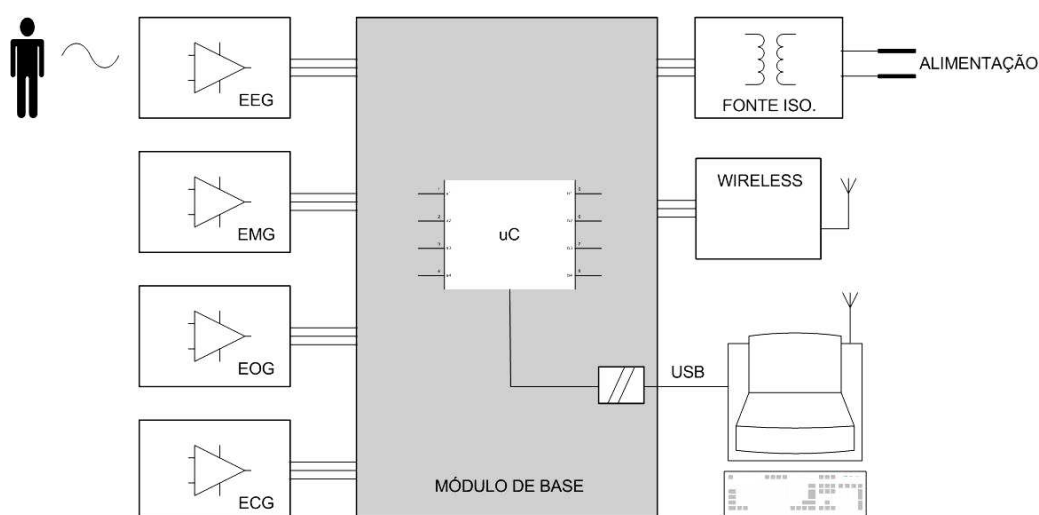 EEG
EMG
EOG
ECG
uC
MÓDULO DE BASE
FONTE ISO.
ALIMENTAÇÃO
WIRELESS
USB